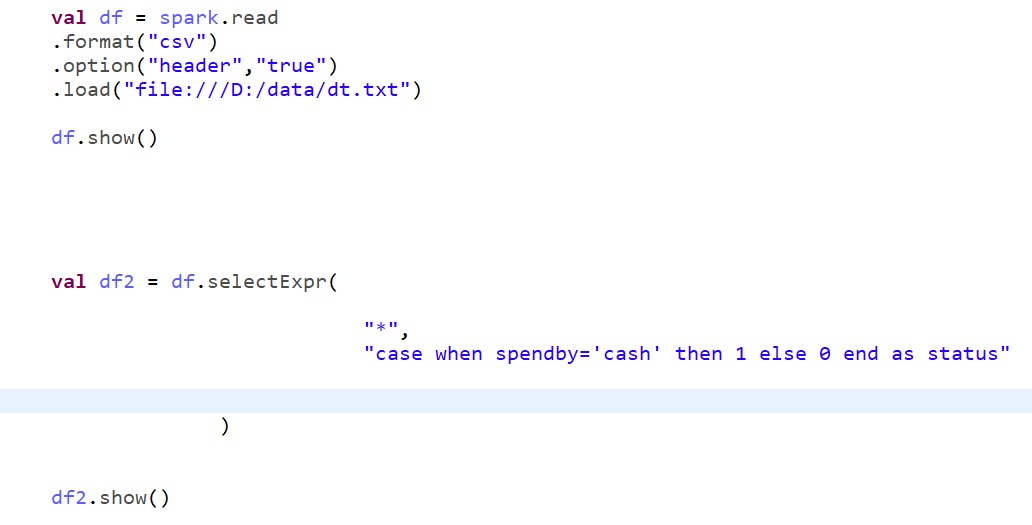 val df = spark.read
.format("csv")
.option("header","true")
.load("file:///D:/data/dt.txt")
df.show()
val df2 = df.selectExpr(
"*",
"case when spendby='cash' then 1 else 0 end as status"
)
df2.show()